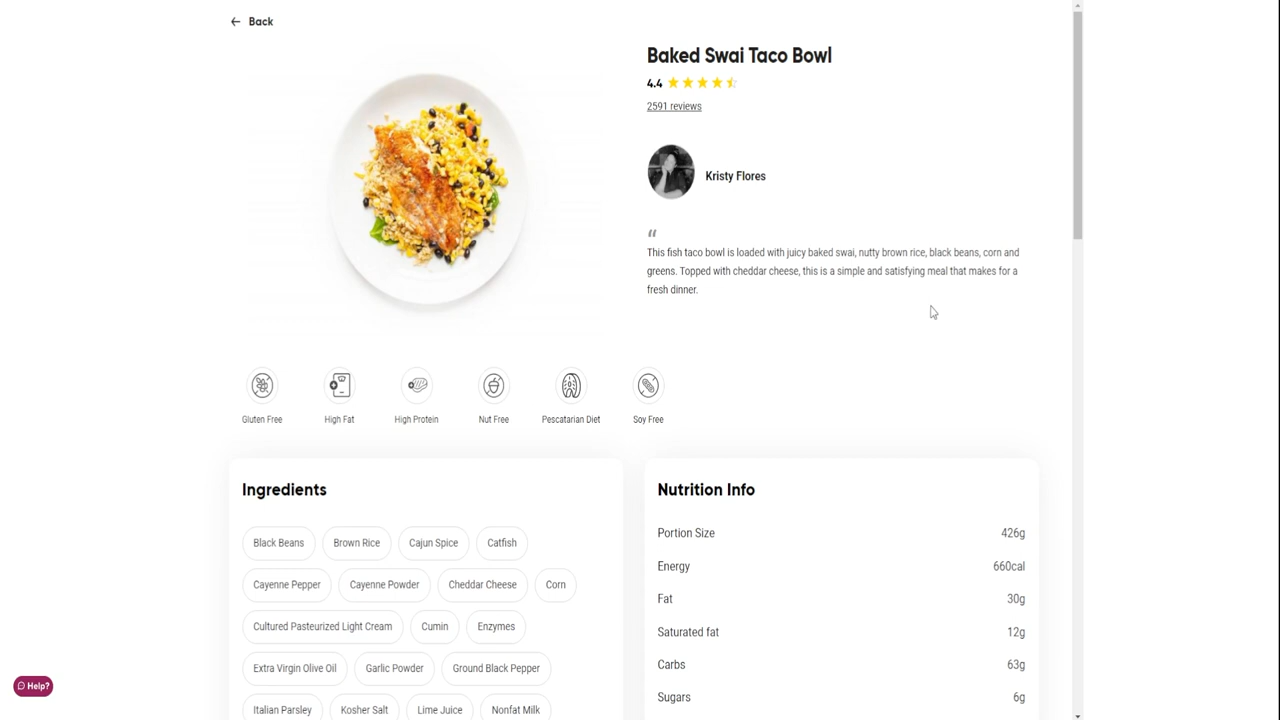 Back
Baked Swai Taco Bowl
4.4
2591 reviews
Kristy Flores
“
This fish taco bowl is loaded with juicy baked swai, nutty brown rice, black beans, corn and
greens. Topped with cheddar cheese, this is a simple and satisfying meal that makes for a
fresh dinner.
Gluten Free
High Fat
High Protein
Nut Free
Pescatarian Diet
Soy Free
Ingredients
Black Beans
Brown Rice
Cajun Spice
Catfish
Cayenne Pepper
Cayenne Powder
Cheddar Cheese
Corn
Cultured Pasteurized Light Cream
Cumin
Enzymes
Extra Virgin Olive Oil
Garlic Powder
Ground Black Pepper
Italian Parsley
Kosher Salt
Lime Juice
Nonfat Milk
Nutrition Info
Portion Size 426g
Energy 660cal
Fat 30g
Saturated fat 12g
Carbs 63g
Sugars 6g
Help?